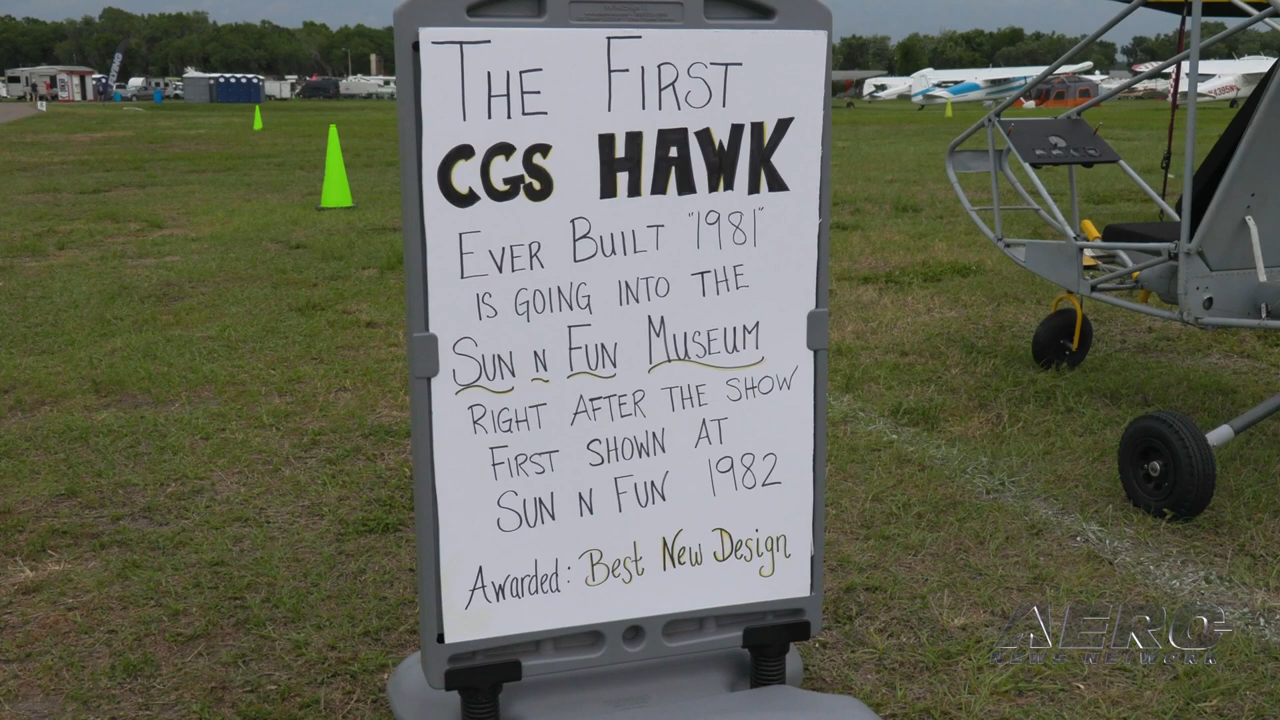 THE FIRST
CGS HAWK
EVER BUILT "1981"
IS GOING INTO THE
SUN N FUN MUSEUM
RIGHT AFTER THE SHOW
FIRST SHOWN AT
SUN N FUN 1982
Awarded: Best New Design
AERO
NEWS NETWORK